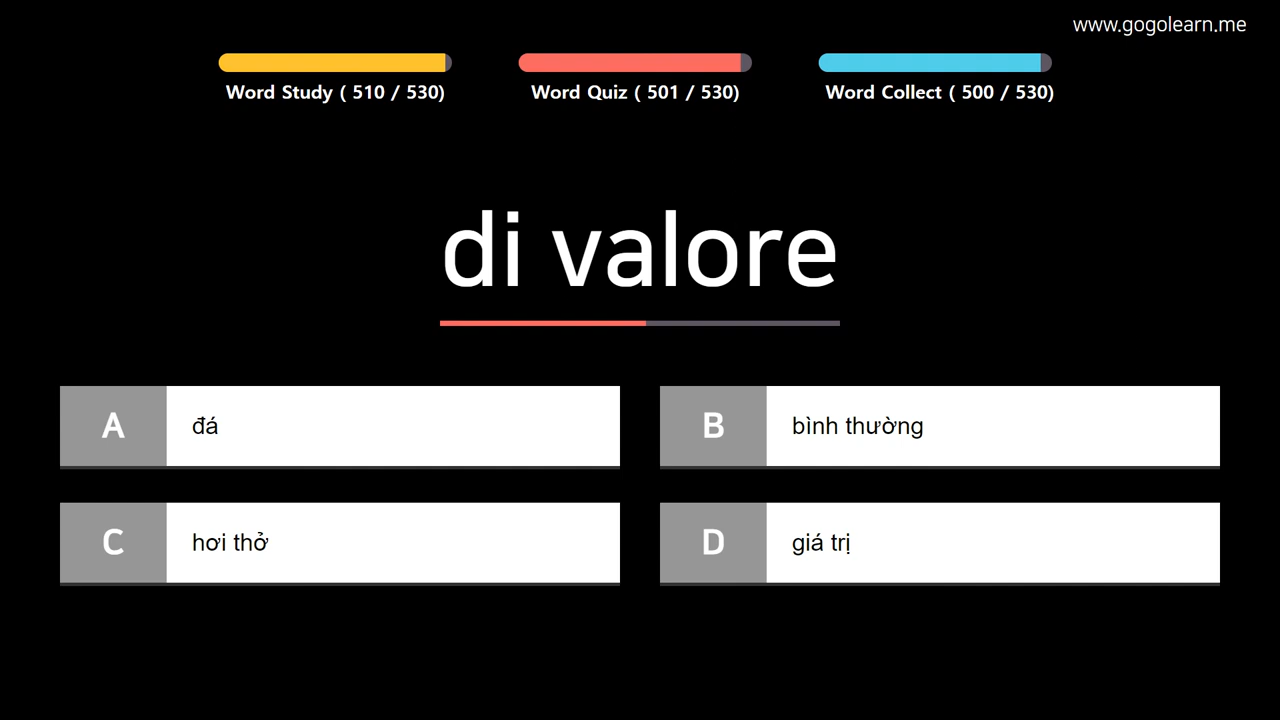 www.gogolearn.me
Word Study ( 510 / 530)
Word Quiz ( 501 / 530)
Word Collect ( 500 / 530)
di valore
A đá
B bình thường
C hơi thở
D giá trị